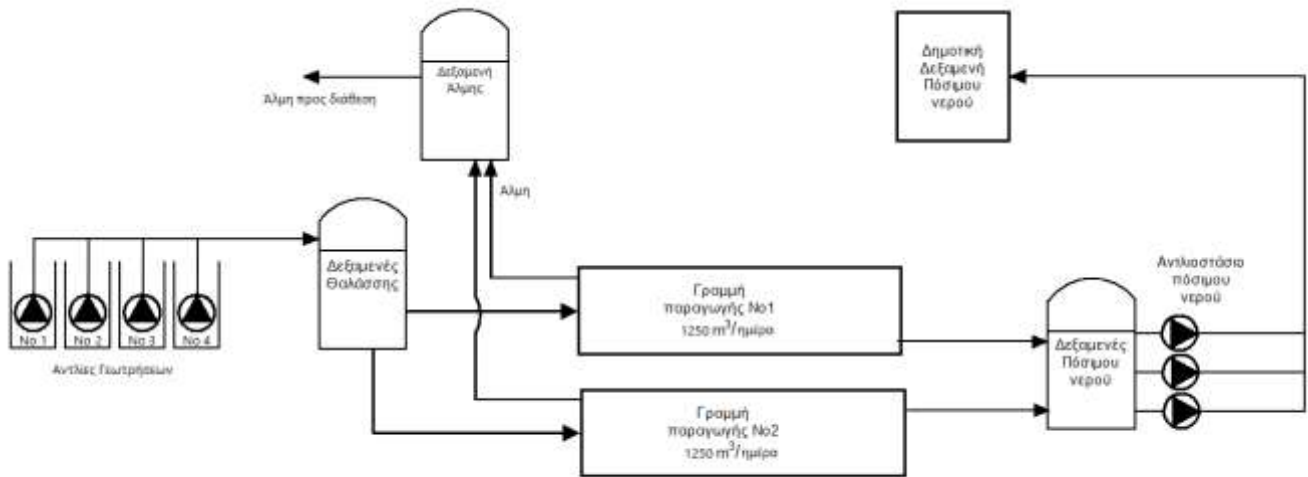 Δεξαμενή
Άλμης
Άλμη προς διάθεση
Δημοτική
Δεξαμενή
Πόσιμου
νερού
Άλμη
Δεξαμενές
Θαλάσσης
No 1
No 2
No 3
No 4
Αντλίες Γεωτρήσεων
Γραμμή
παραγωγής No1
1250 m³/ημέρα
Γραμμή
παραγωγής No2
1250 m³/ημέρα
Δεξαμενές
Πόσιμου
νερού
Αντλιοστάσιο
πόσιμου
νερού